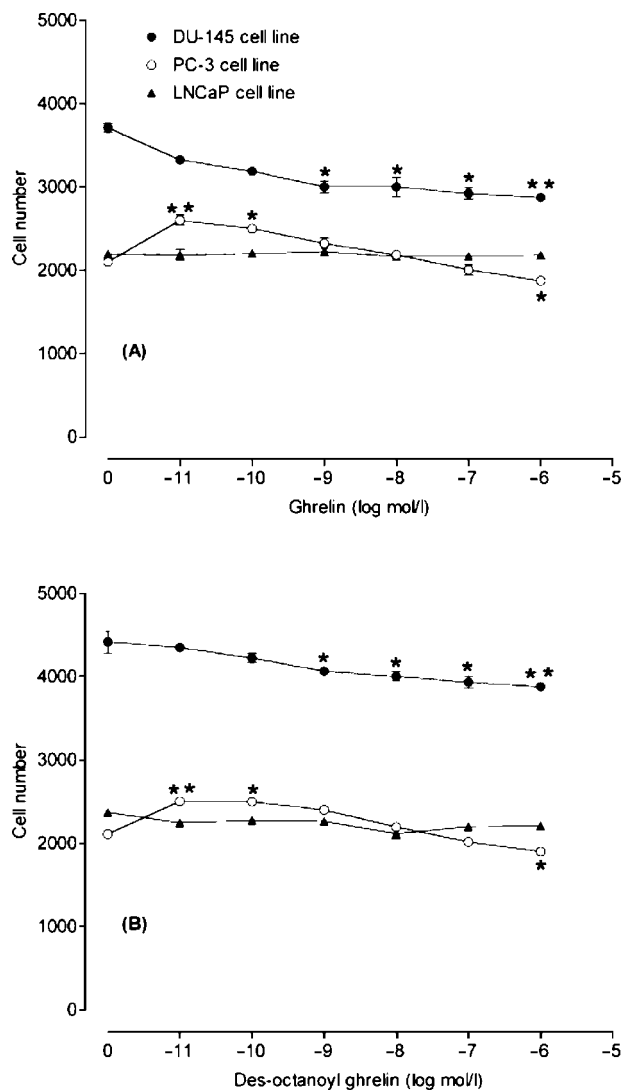 5000
● DU-145 cell line
○ PC-3 cell line
▲ LNCaP cell line
4000
3000
2000
1000
0
Cell number
* * * * *
* * *
*
(A)
0 −11 −10 −9 −8 −7 −6 −5
Ghrelin (log mol/l)
5000
4000
3000
2000
1000
0
Cell number
* * * * *
* * *
*
(B)
0 −11 −10 −9 −8 −7 −6 −5
Des-octanoyl ghrelin (log mol/l)